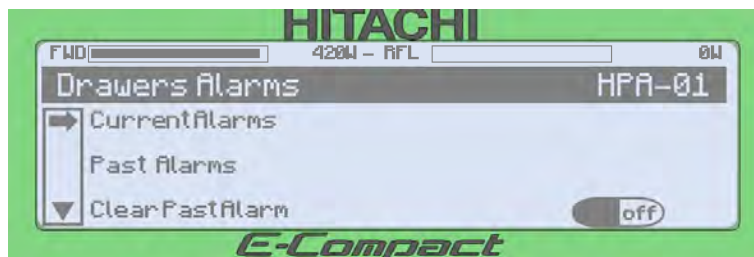 HITACHI
FWD 420W - RFL 0W
Drawers Alarms HPA-01
CurrentAlarms
Past Alarms
ClearPastAlarm off
E-Compact